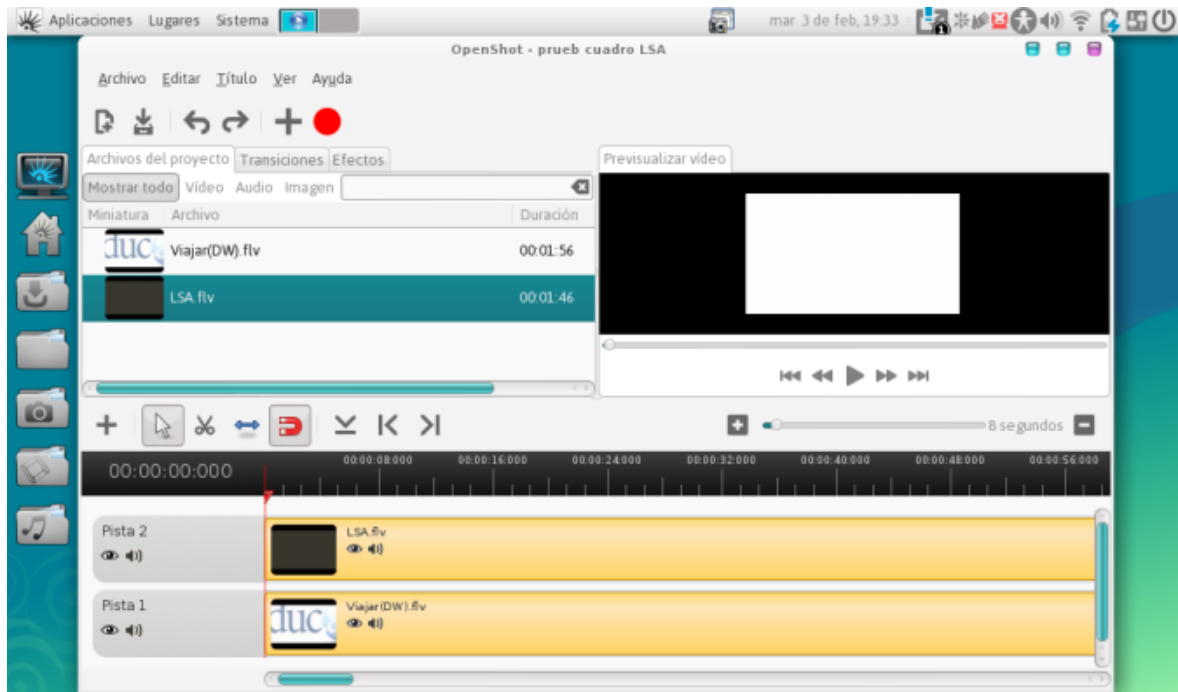 Aplicaciones Lugares Sistema mar 3 de feb, 19:33
OpenShot - prueb cuadro LSA
Archivo Editar Título Ver Ayuda
Archivos del proyecto Transiciones Efectos
Previsualizar vídeo
Mostrar todo Vídeo Audio Imagen
Miniatura Archivo Duración
duc Viajar(DW).flv 00:01:56
LSA.flv 00:01:46
8 segundos
00:00:00:000
00:00:08:000 00:00:16:000 00:00:24:000 00:00:32:000 00:00:40:000 00:00:48:000 00:00:56:000
Pista 2
LSA.flv
Pista 1
duc Viajar(DW).flv